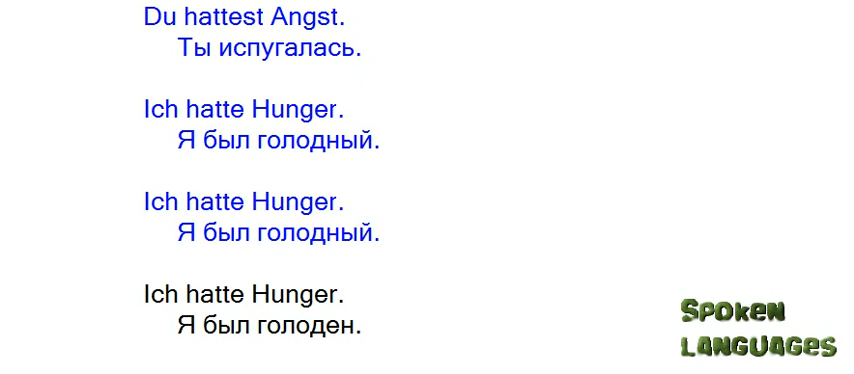 Du hattest Angst.
Ты испугалась.
Ich hatte Hunger.
Я был голодный.
Ich hatte Hunger.
Я был голодный.
Ich hatte Hunger.
Я был голоден.
SPOKEN
LANGUAGES